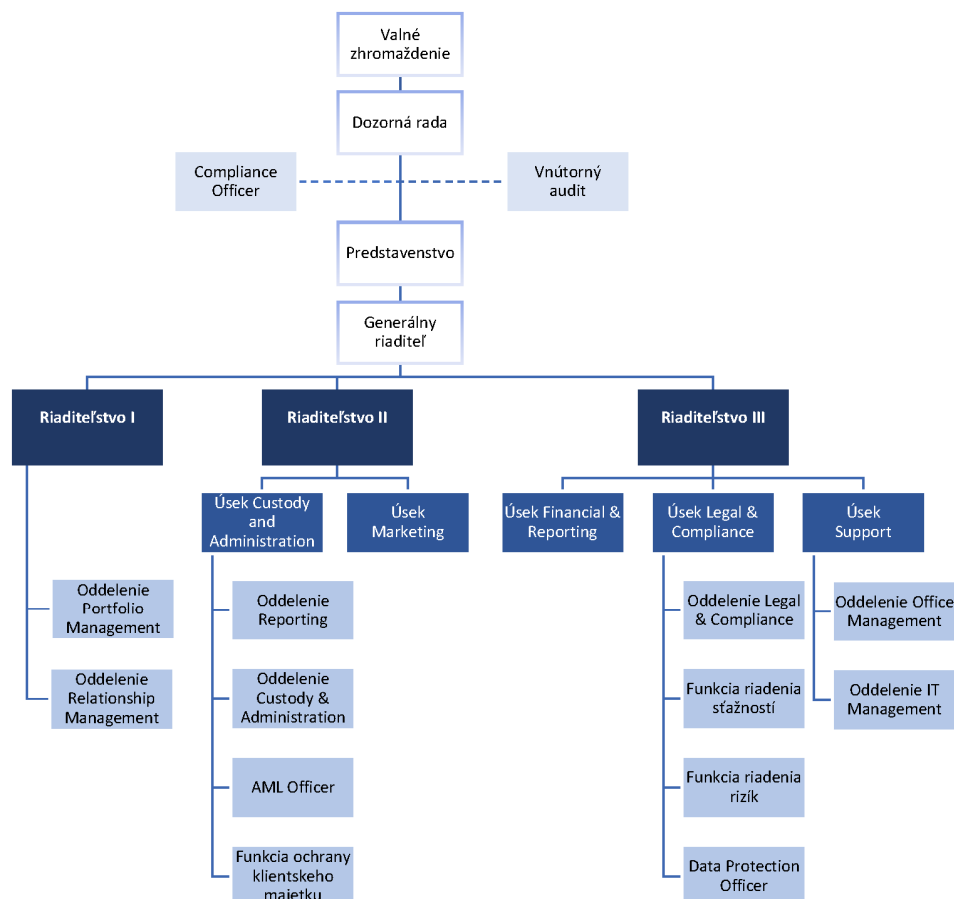 Valné
zhromaždenie
Dozorná rada
Compliance
Officer
Vnútorný
audit
Predstavenstvo
Generálny
riaditeľ
Riaditeľstvo I
Riaditeľstvo II
Riaditeľstvo III
Úsek Custody
and
Administration
Úsek
Marketing
Úsek Financial &
Reporting
Úsek Legal &
Compliance
Úsek
Support
Oddelenie
Portfolio
Management
Oddelenie
Reporting
Oddelenie Legal
& Compliance
Oddelenie Office
Management
Oddelenie
Relationship
Management
Oddelenie
Custody &
Administration
Funkcia riadenia
sťažností
Oddelenie IT
Management
AML Officer
Funkcia riadenia
rizík
Funkcia ochrany
klientskeho
majetku
Data Protection
Officer